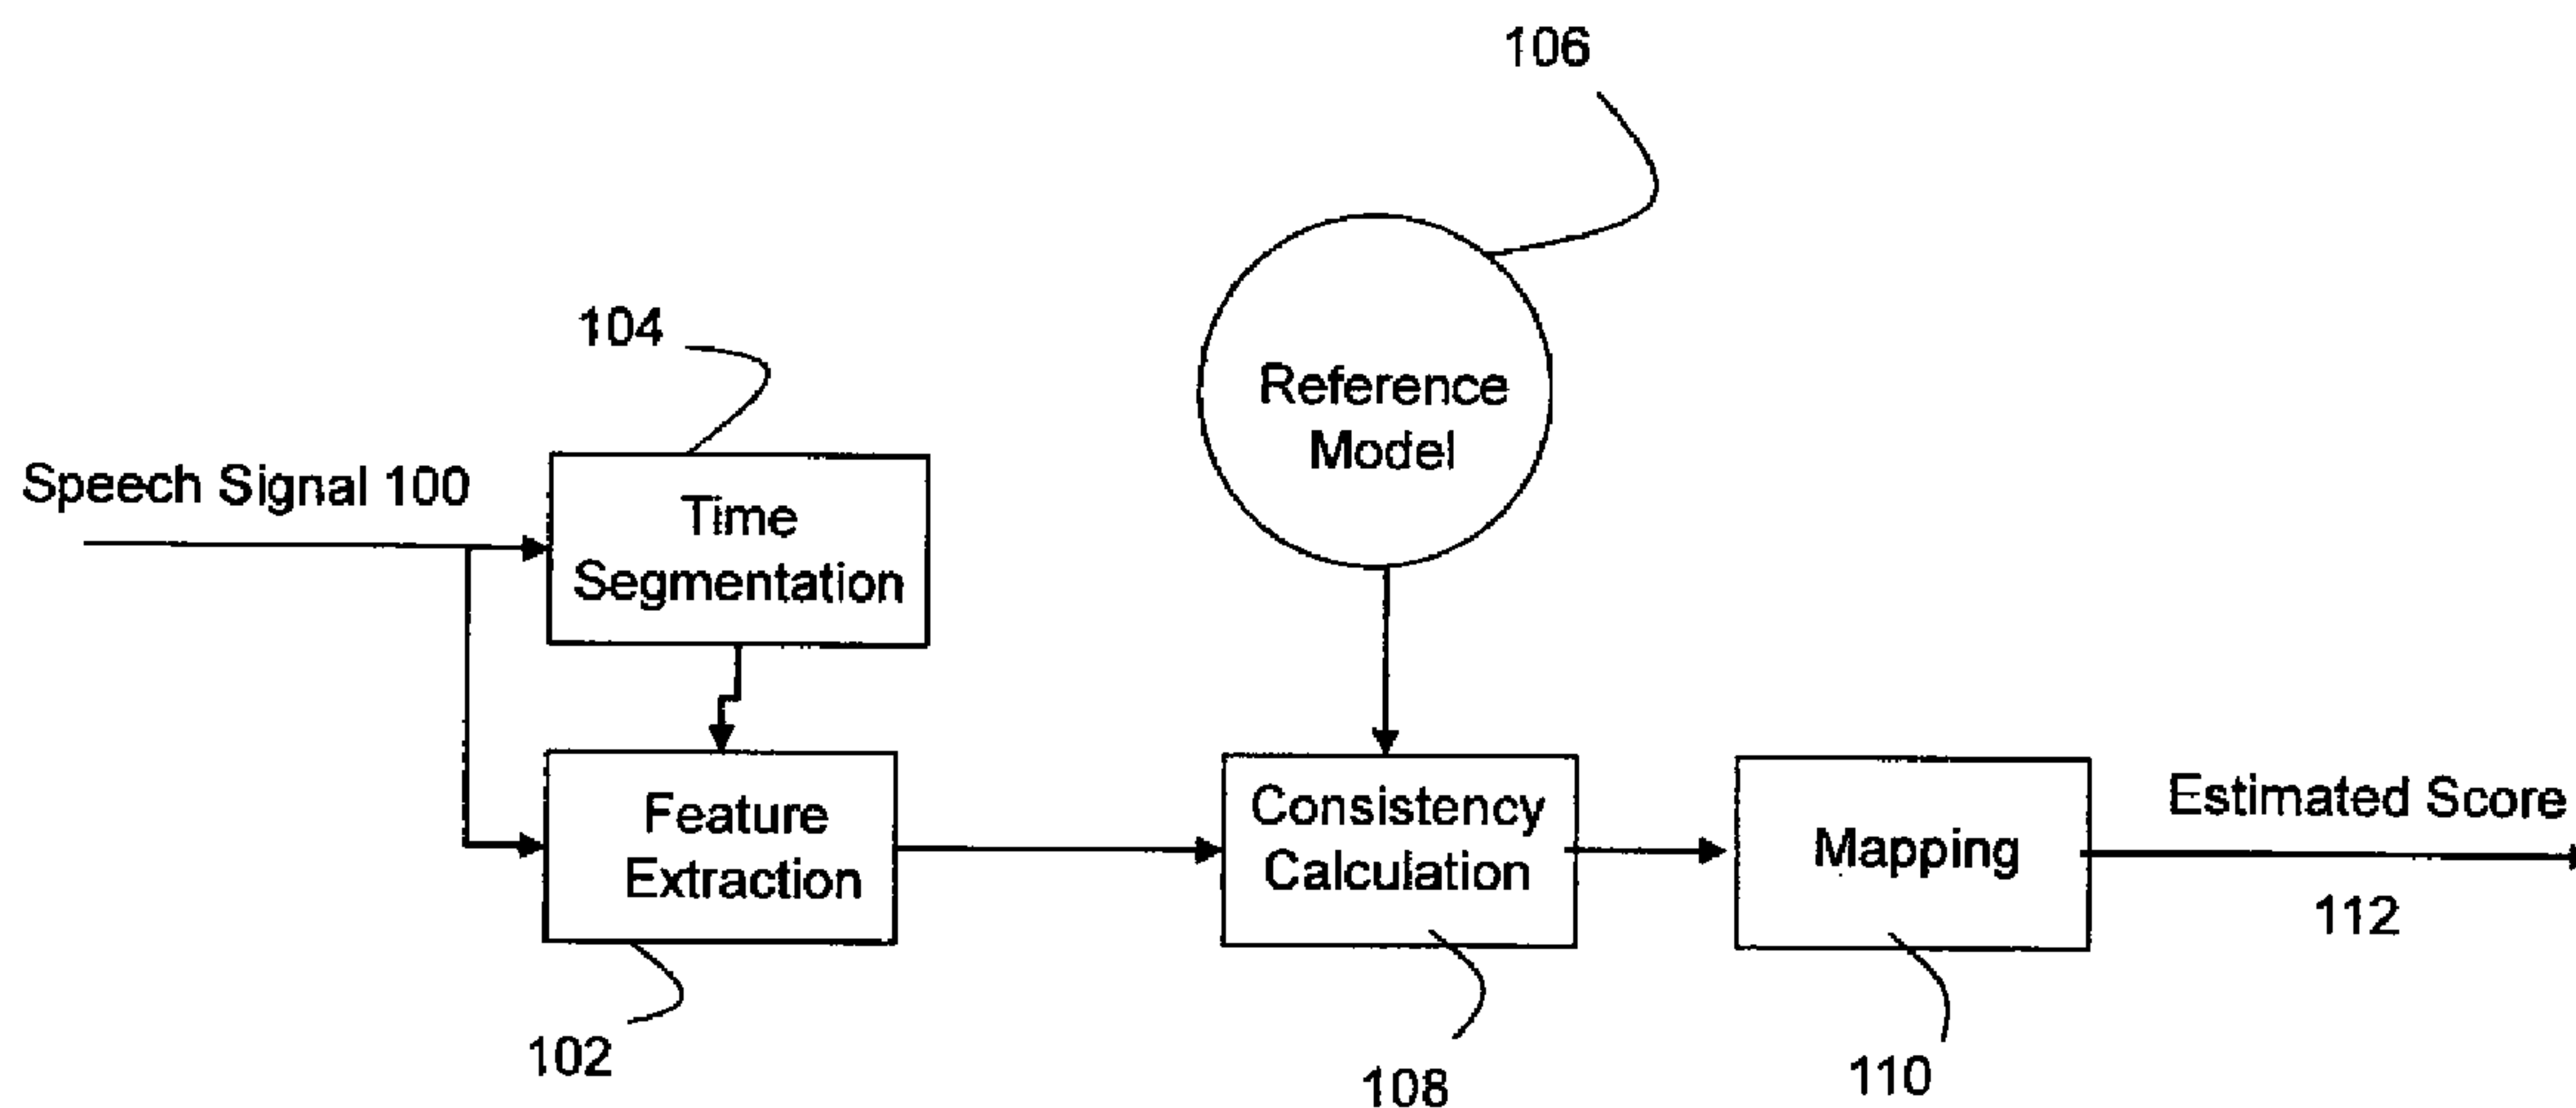 106
104
Reference
Model
Speech Signal 100
Time
Segmentation
Feature
Extraction
Consistency
Calculation
Mapping
Estimated Score
112
102
108
110